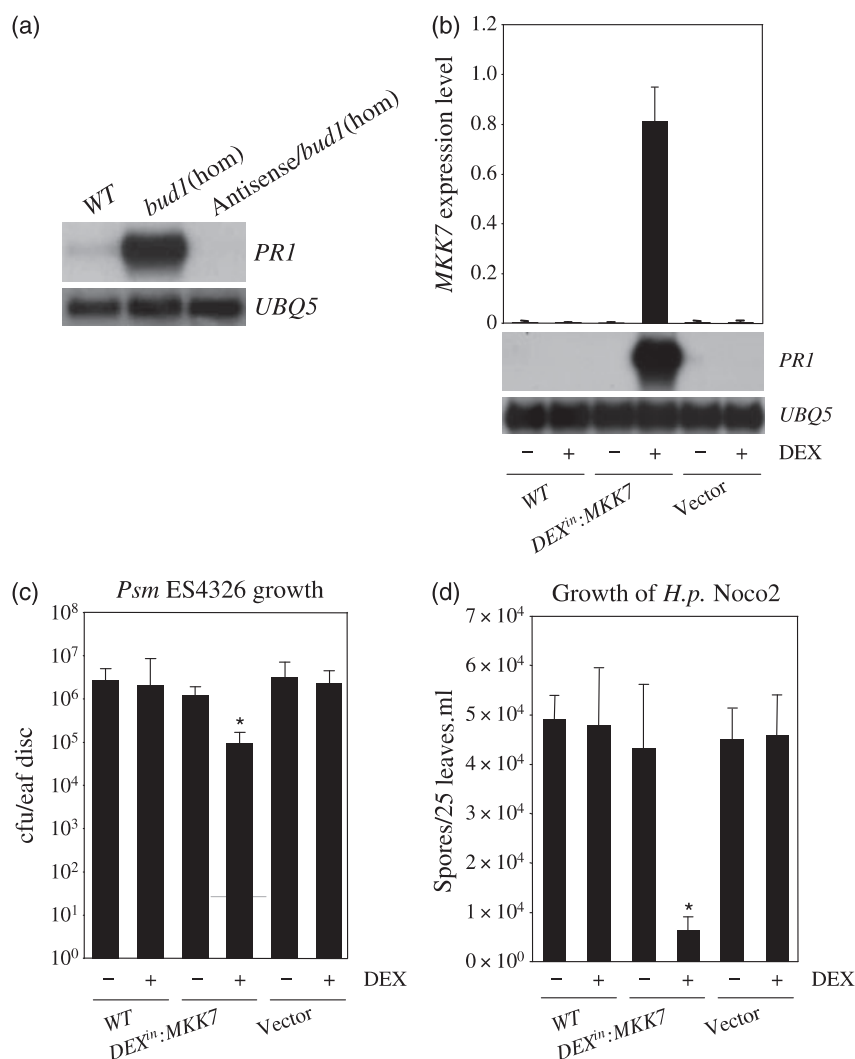 (a)
WT
bud1(hom)
Antisense/bud1(hom)
PR1
UBQ5
(b)
MKK7 expression level
1.2
1.0
0.8
0.6
0.4
0.2
0
PR1
UBQ5
− + − + − + DEX
WT
DEXⁱⁿ:MKK7
Vector
(c)
Psm ES4326 growth
cfu/eaf disc
10⁸
10⁷
10⁶
10⁵
10⁴
10³
10²
10¹
10⁰
*
− + − + − + DEX
WT
DEXⁱⁿ:MKK7
Vector
(d)
Growth of H.p. Noco2
Spores/25 leaves.ml
7 × 10⁴
6 × 10⁴
5 × 10⁴
4 × 10⁴
3 × 10⁴
2 × 10⁴
1 × 10⁴
0 × 10⁰
*
− + − + − +
WT
DEXⁱⁿ:MKK7
Vector